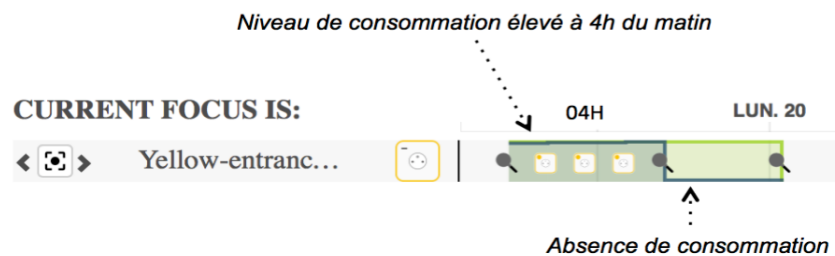 Niveau de consommation élevé à 4h du matin
CURRENT FOCUS IS:
04H
LUN. 20
Yellow-entranc...
Absence de consommation